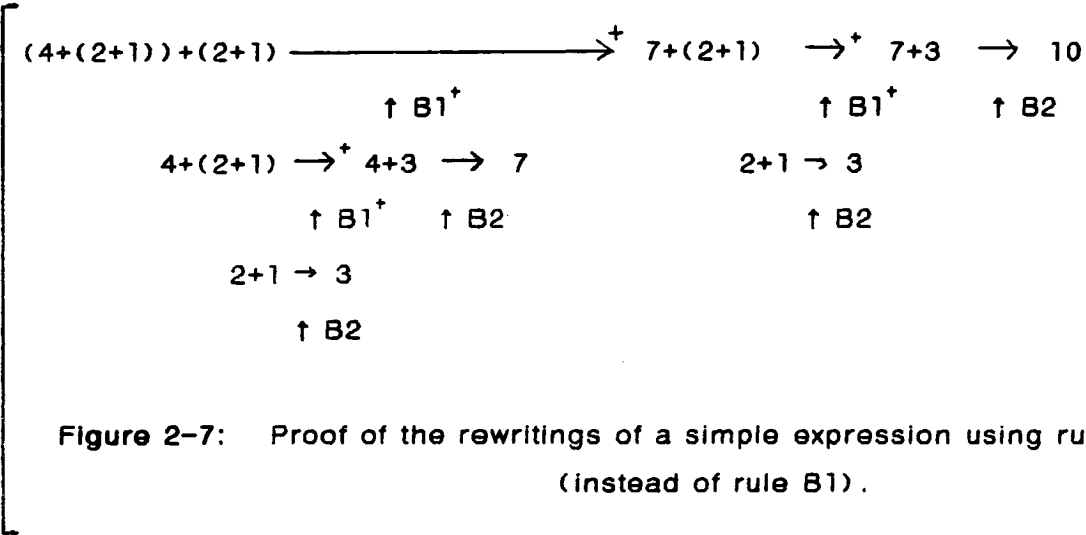 (4+(2+1))+(2+1) ⟶⁺ 7+(2+1) →⁺ 7+3 → 10
↑ B1⁺ ↑ B1⁺ ↑ B2
4+(2+1) →⁺ 4+3 → 7 2+1 → 3
↑ B1⁺ ↑ B2 ↑ B2
2+1 → 3
↑ B2
Figure 2-7: Proof of the rewritings of a simple expression using ru
(instead of rule B1).